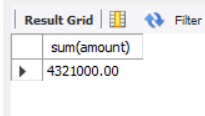 Result Grid Filter
sum(amount)
4321000.00